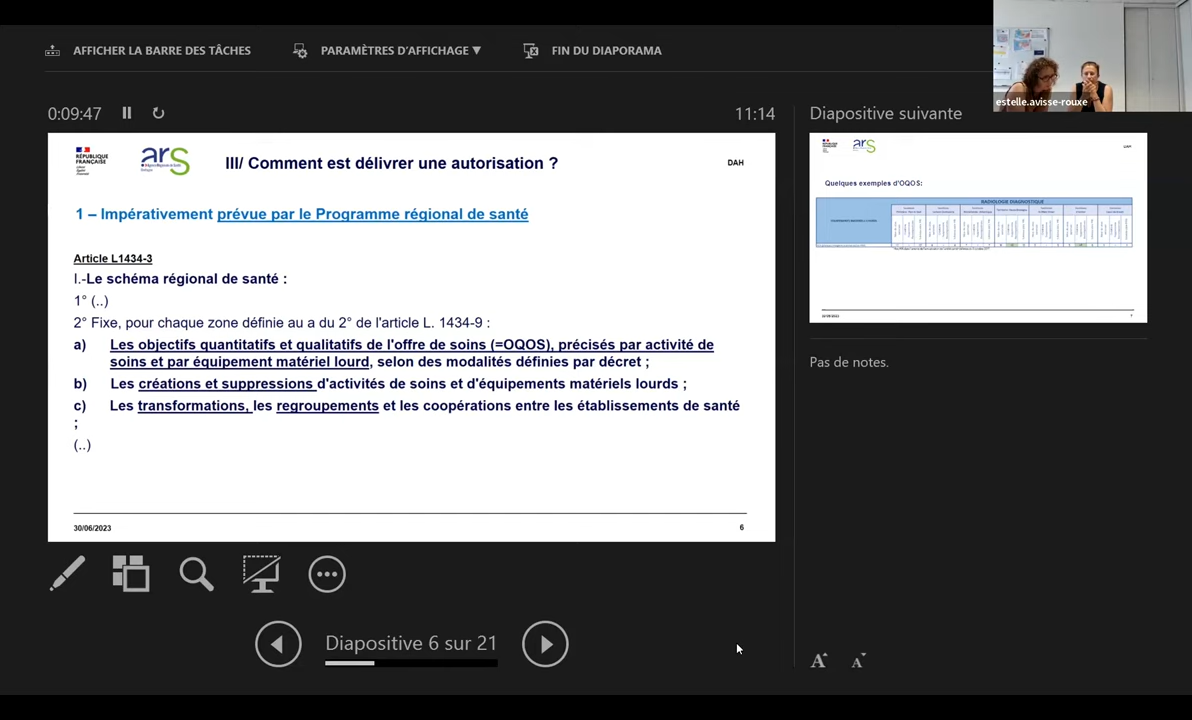 AFFICHER LA BARRE DES TÂCHES
PARAMÈTRES D'AFFICHAGE ▼
FIN DU DIAPORAMA
estelle.avisse-rouxe
0:09:47
11:14
Diapositive suivante
RÉPUBLIQUE
FRANÇAISE
ars
III/ Comment est délivrer une autorisation ?
DAH
1 – Impérativement prévue par le Programme régional de santé
Article L1434-3
I.-Le schéma régional de santé :
1° (..)
2° Fixe, pour chaque zone définie au a du 2° de l'article L. 1434-9 :
a) Les objectifs quantitatifs et qualitatifs de l'offre de soins (=OQOS), précisés par activité de
soins et par équipement matériel lourd, selon des modalités définies par décret ;
b) Les créations et suppressions d'activités de soins et d'équipements matériels lourds ;
c) Les transformations, les regroupements et les coopérations entre les établissements de santé
;
(..)
30/06/2023
6
ars
Quelques exemples d'OQOS:
RADIOLOGIE DIAGNOSTIQUE
7
Pas de notes.
Diapositive 6 sur 21
A A